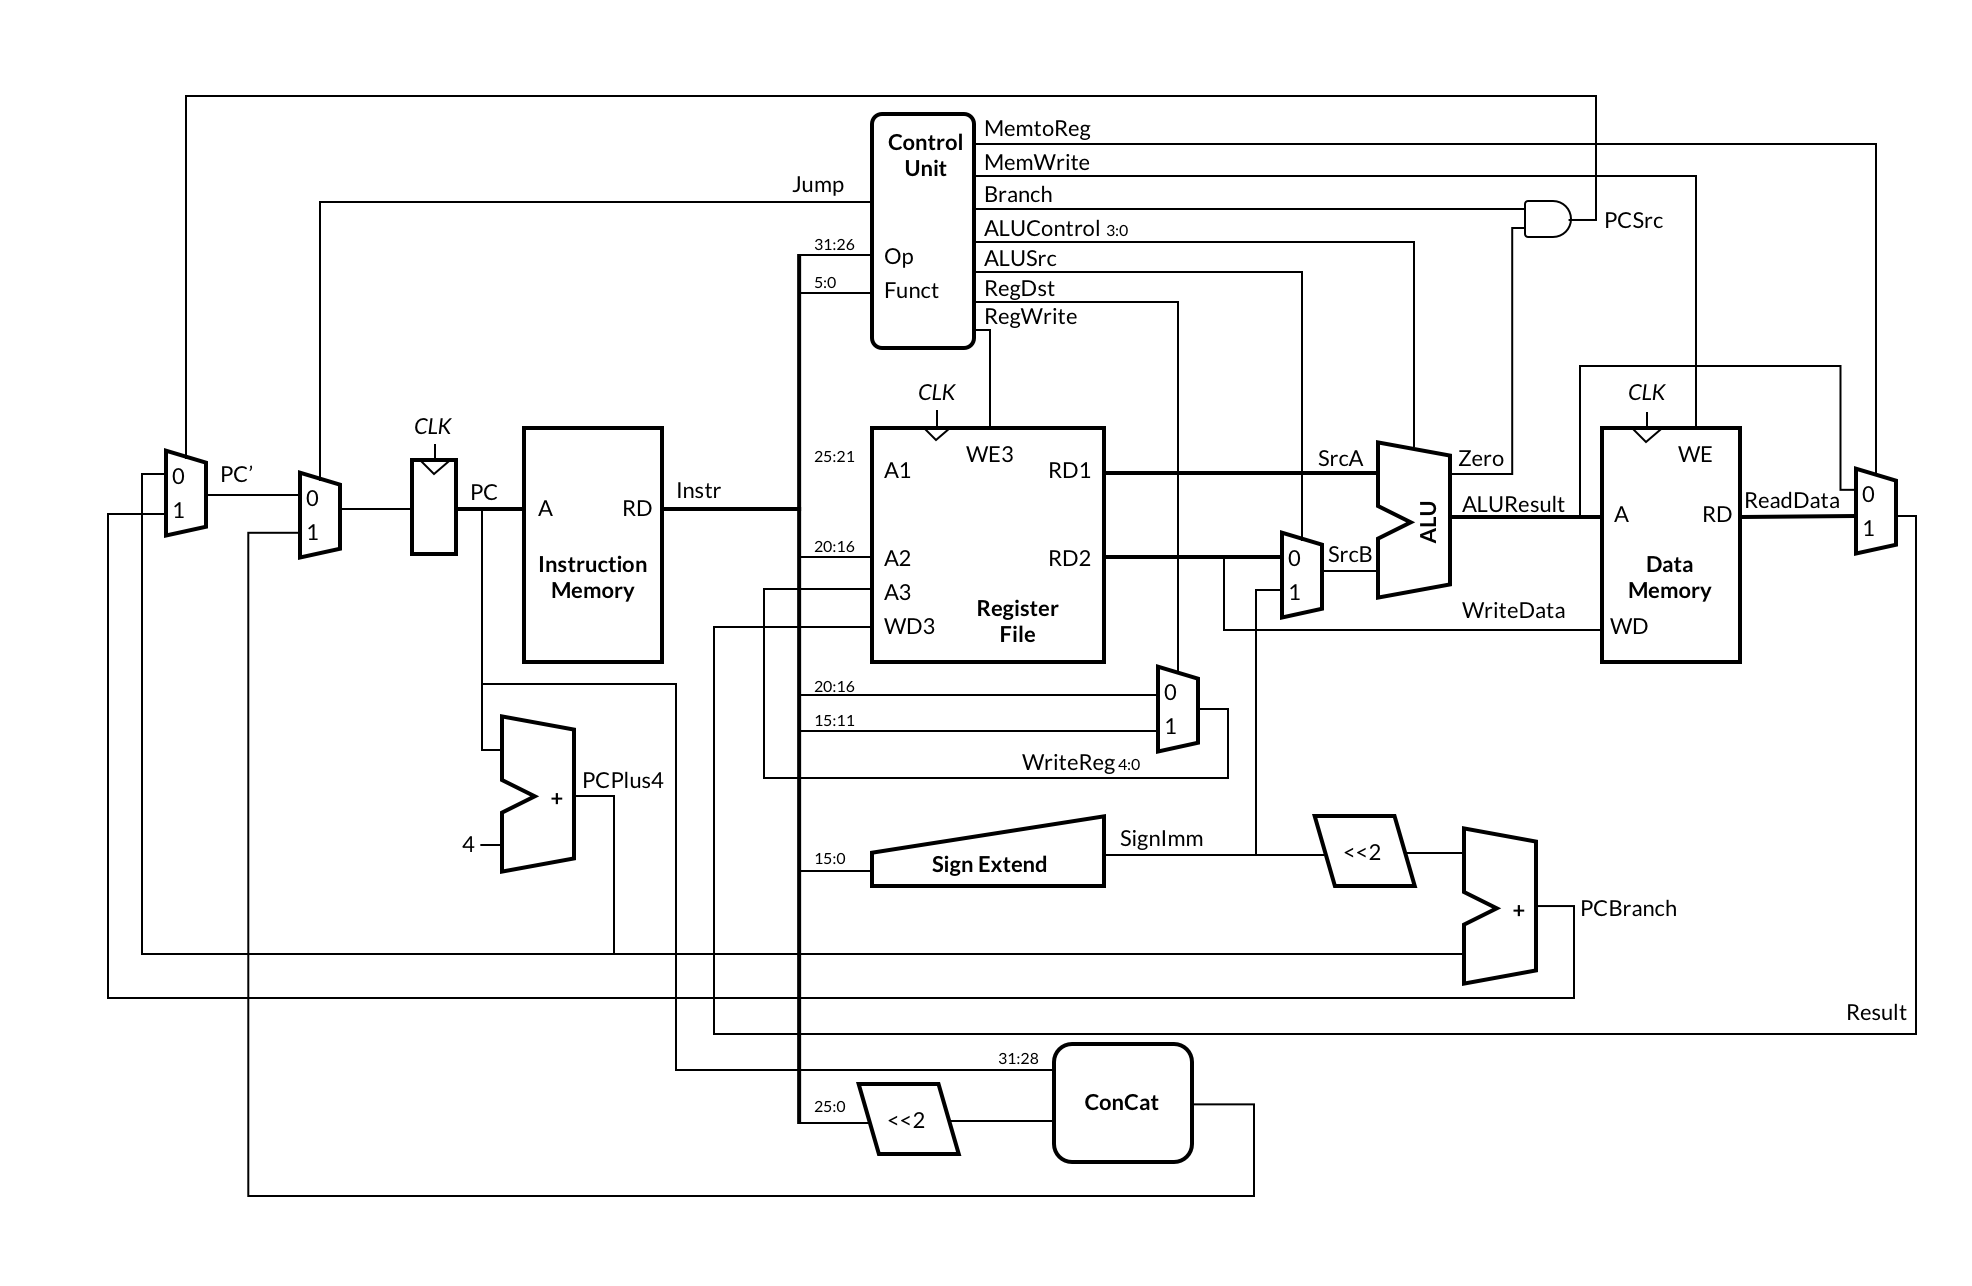 Control
Unit
MemtoReg
MemWrite
Branch
ALUControl 3:0
ALUSrc
RegDst
RegWrite
Jump
31:26
Op
5:0
Funct
PCSrc
CLK
CLK
CLK
0
1
PC’
0
1
PC
A
RD
Instruction
Memory
Instr
25:21
A1
WE3
RD1
20:16
A2
RD2
A3
WD3
Register
File
SrcA
0
1
SrcB
ALU
Zero
ALUResult
WriteData
WE
A
RD
Data
Memory
WD
ReadData
0
1
20:16
15:11
0
1
WriteReg 4:0
PCPlus4
+
4
15:0
Sign Extend
SignImm
<<2
+
PCBranch
Result
31:28
25:0
<<2
ConCat